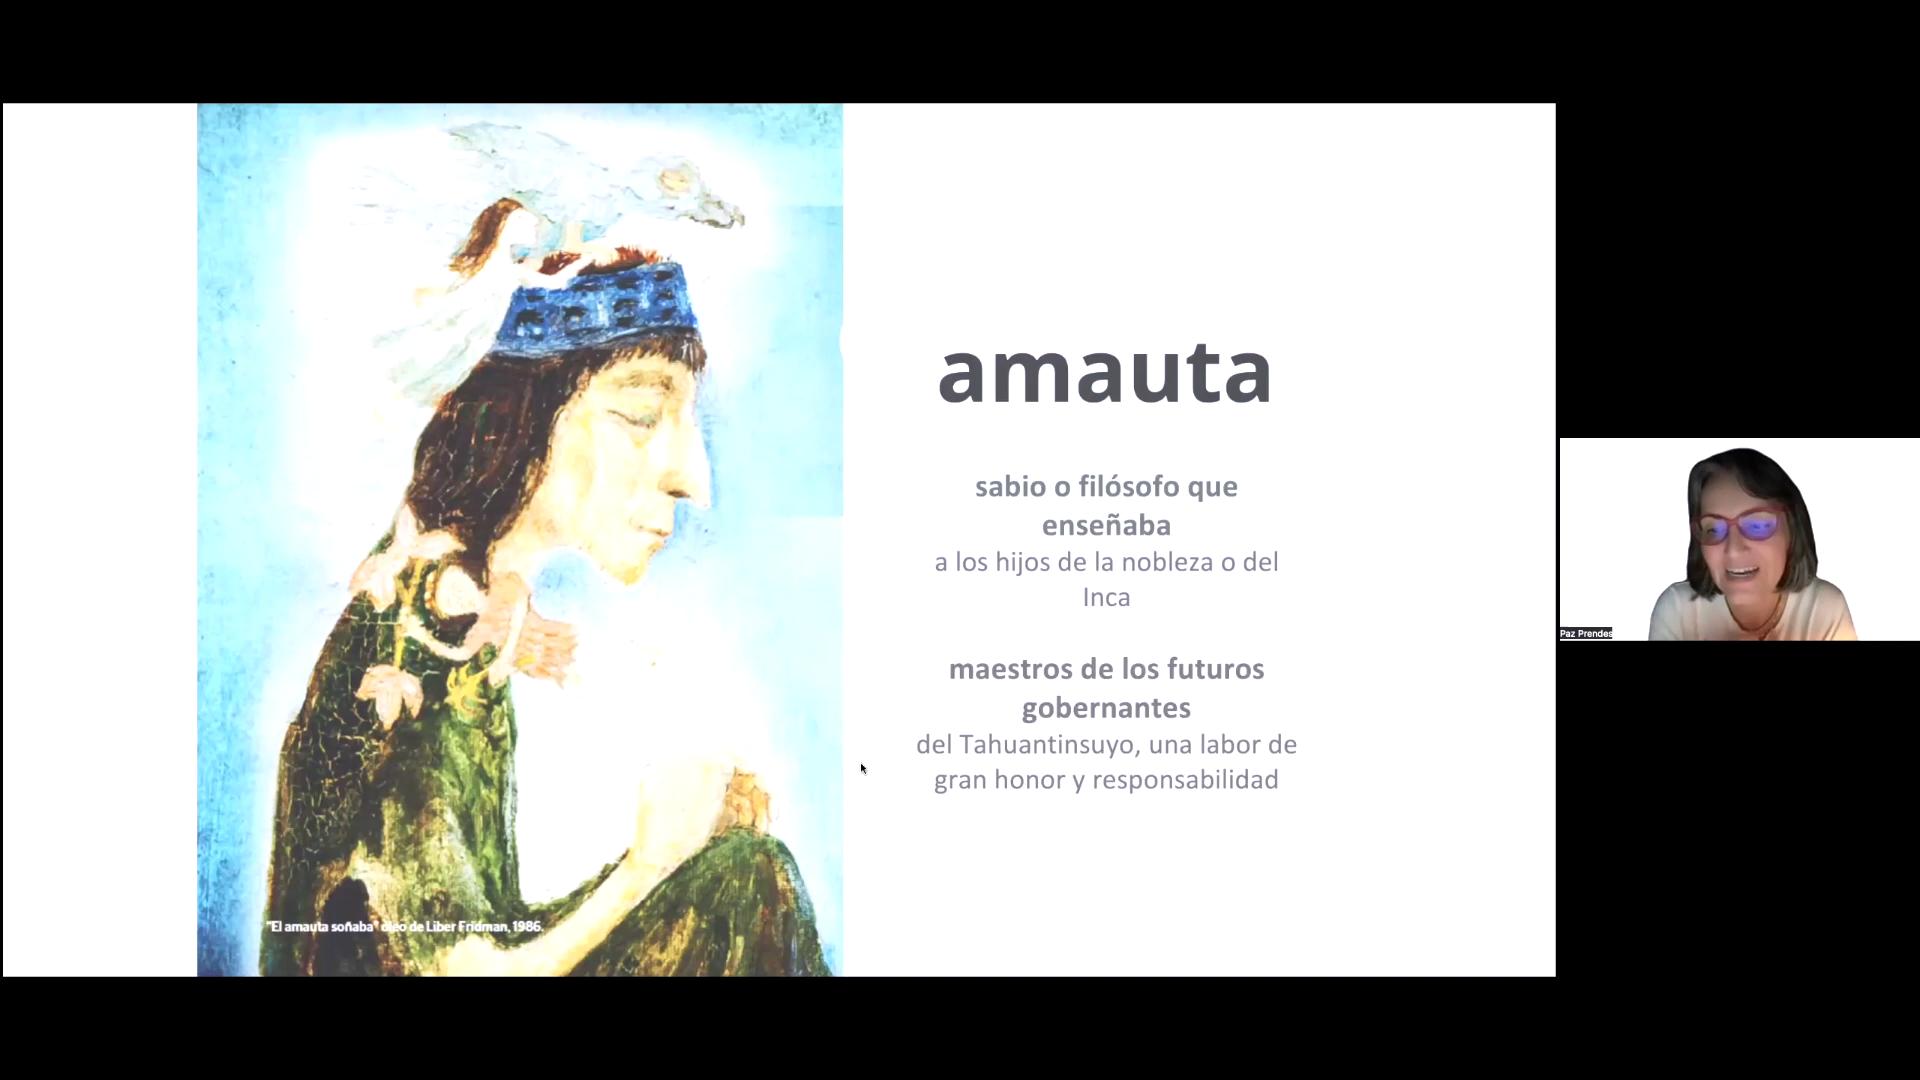 amauta
sabio o filósofo que
enseñaba
a los hijos de la nobleza o del
Inca
maestros de los futuros
gobernantes
del Tahuantinsuyo, una labor de
gran honor y responsabilidad
"El amauta soñaba" óleo de Liber Fridman, 1986.
Paz Prendes